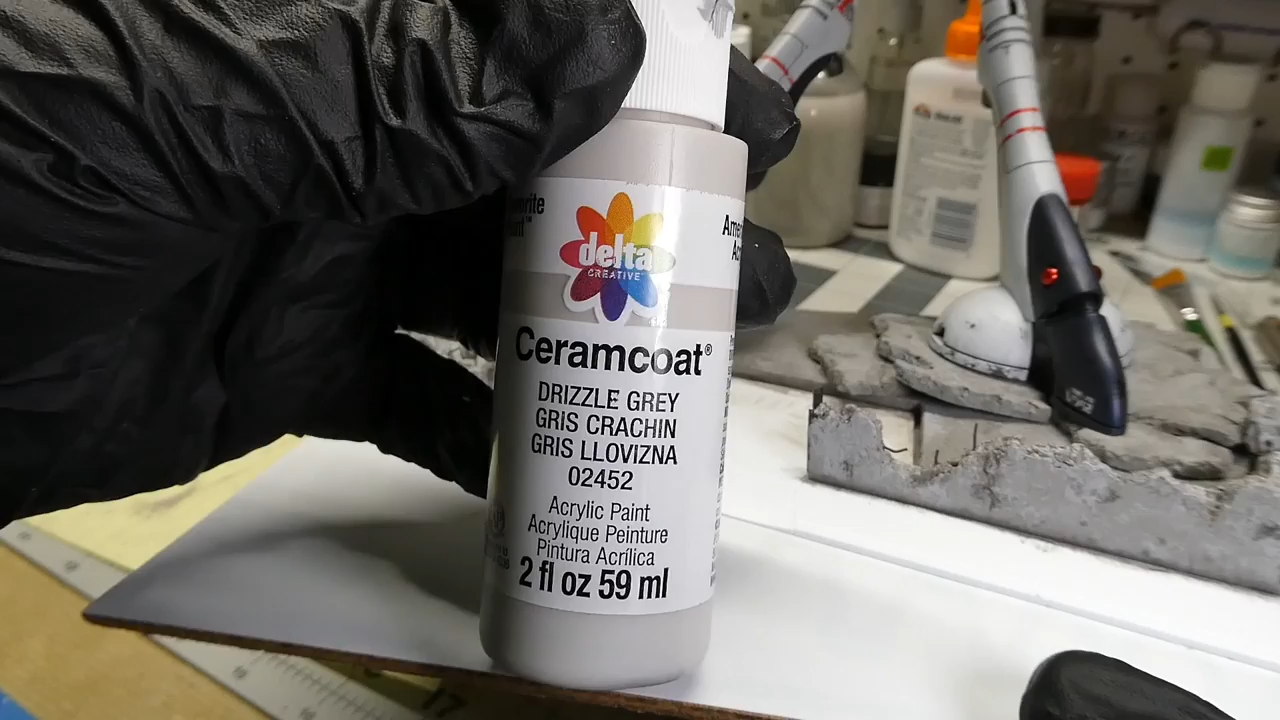 delta
CREATIVE
Ceramcoat®
DRIZZLE GREY
GRIS CRACHIN
GRIS LLOVIZNA
02452
Acrylic Paint
Acrylique Peinture
Pintura Acrílica
2 fl oz 59 ml